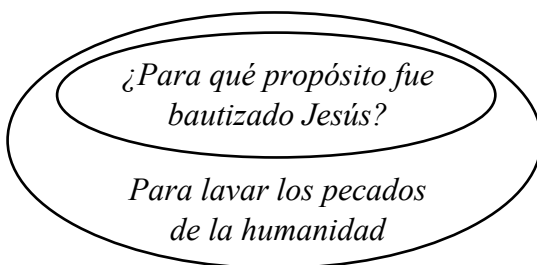 ¿Para qué propósito fue
bautizado Jesús?
Para lavar los pecados
de la humanidad